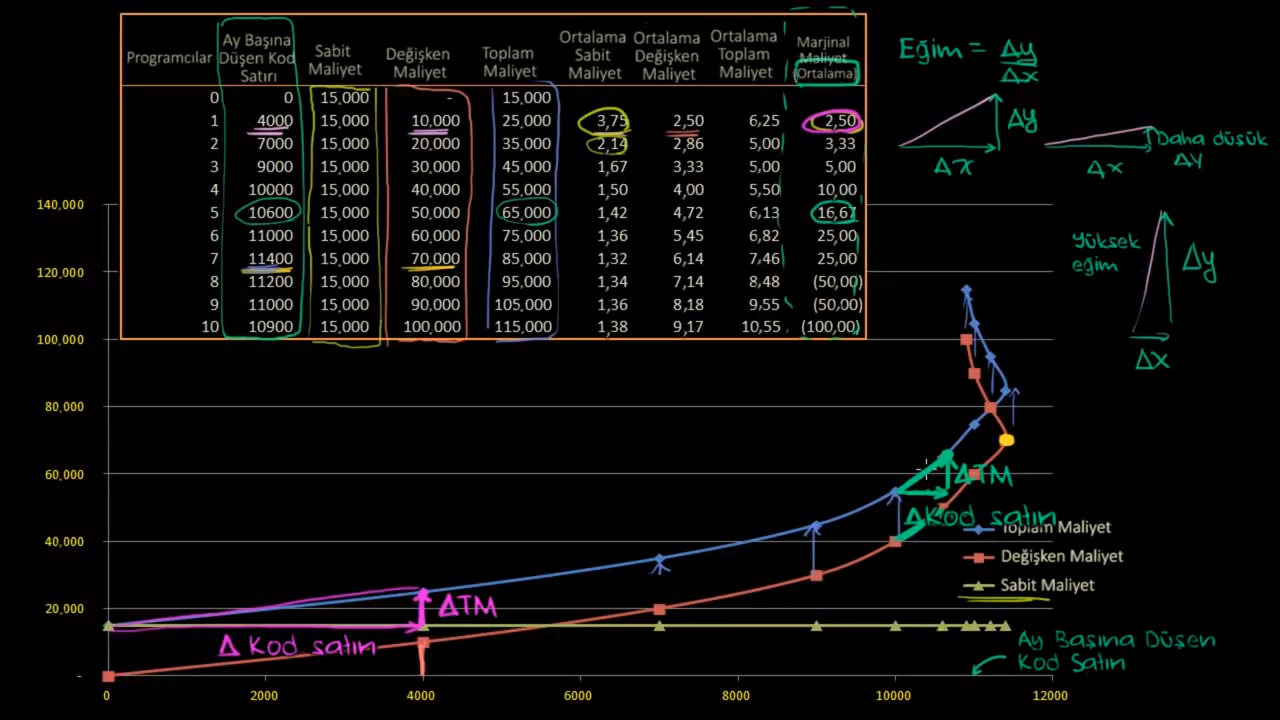 Programcılar | Ay Başına Düşen Kod Satırı | Sabit Maliyet | Değişken Maliyet | Toplam Maliyet | Ortalama Sabit Maliyet | Ortalama Değişken Maliyet | Ortalama Toplam Maliyet | Marjinal Maliyet (Ortalama)
0 0 15,000 - 15,000
1 4000 15,000 10,000 25,000 3,75 2,50 6,25 2,50
2 7000 15,000 20,000 35,000 2,14 2,86 5,00 3,33
3 9000 15,000 30,000 45,000 1,67 3,33 5,00 5,00
4 10000 15,000 40,000 55,000 1,50 4,00 5,50 10,00
5 10600 15,000 50,000 65,000 1,42 4,72 6,13 16,67
6 11000 15,000 60,000 75,000 1,36 5,45 6,82 25,00
7 11400 15,000 70,000 85,000 1,32 6,14 7,46 25,00
8 11200 15,000 80,000 95,000 1,34 7,14 8,48 (50,00)
9 11000 15,000 90,000 105,000 1,36 8,18 9,55 (50,00)
10 10900 15,000 100,000 115,000 1,38 9,17 10,55 (100,00)
Eğim = Δy
Δx
Δy
Δx
Daha düşük
Δy
Δx
Yüksek
eğim
Δy
Δx
140,000
120,000
100,000
80,000
60,000
40,000
20,000
-
0 2000 4000 6000 8000 10000 12000
ΔTM
Δ Kod satırı
ΔTM
ΔKod satırı
Toplam Maliyet
Değişken Maliyet
Sabit Maliyet
Ay Başına Düşen
Kod Satırı